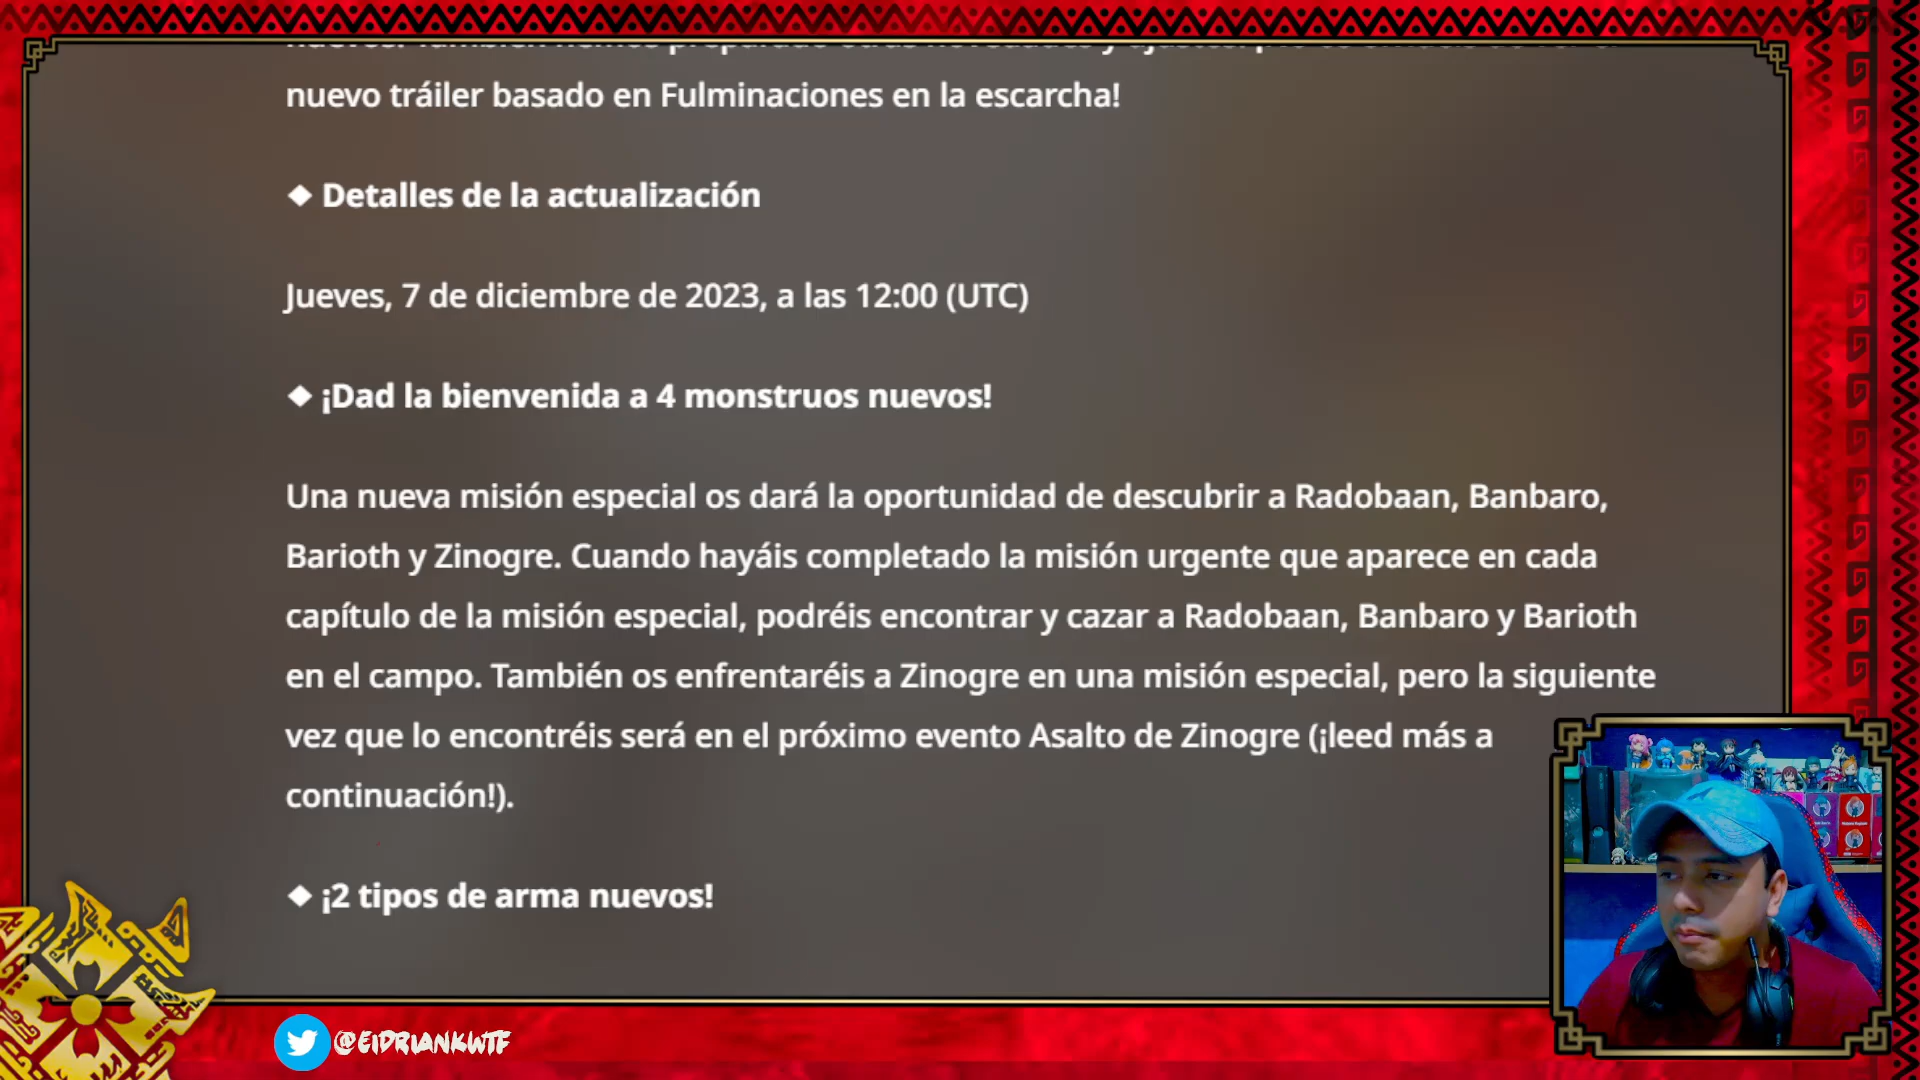 nuevo tráiler basado en Fulminaciones en la escarcha!
◆ Detalles de la actualización
Jueves, 7 de diciembre de 2023, a las 12:00 (UTC)
◆ ¡Dad la bienvenida a 4 monstruos nuevos!
Una nueva misión especial os dará la oportunidad de descubrir a Radobaan, Banbaro,
Barioth y Zinogre. Cuando hayáis completado la misión urgente que aparece en cada
capítulo de la misión especial, podréis encontrar y cazar a Radobaan, Banbaro y Barioth
en el campo. También os enfrentaréis a Zinogre en una misión especial, pero la siguiente
vez que lo encontréis será en el próximo evento Asalto de Zinogre (¡leed más a
continuación!).
◆ ¡2 tipos de arma nuevos!
@EIDRIANKWTF